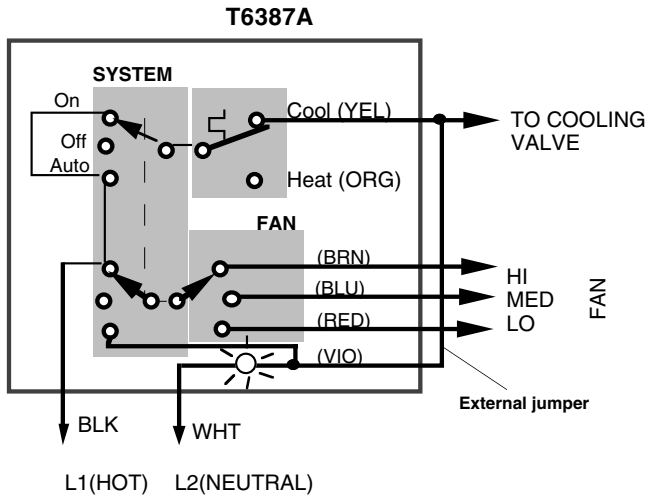 T6387A
SYSTEM
On
Off
Auto
Cool (YEL)
TO COOLING
VALVE
Heat (ORG)
FAN
(BRN)
(BLU)
(RED)
(VIO)
HI
MED
LO
FAN
External jumper
BLK
WHT
L1(HOT)
L2(NEUTRAL)